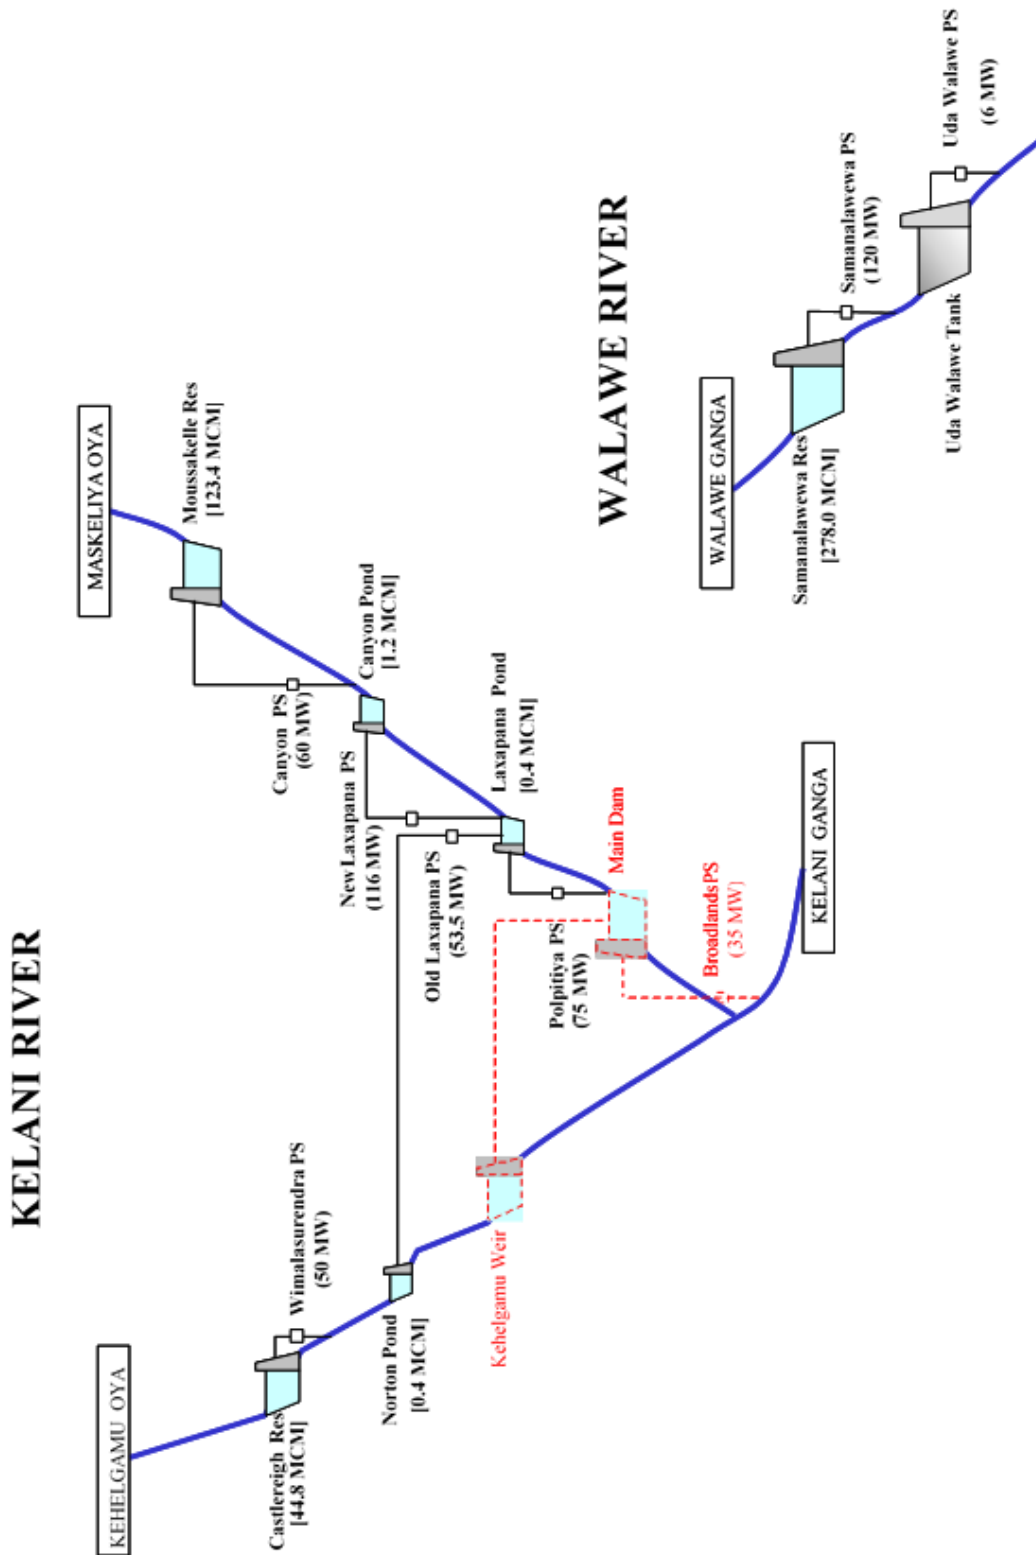 KELANI RIVER
KEHELGAMU OYA
Castlereigh Res
[44.8 MCM]
Wimalasurendra PS
(50 MW)
Norton Pond
[0.4 MCM]
Kehelgamu Weir
MASKELIYA OYA
Moussakelle Res
[123.4 MCM]
Canyon PS
(60 MW)
Canyon Pond
[1.2 MCM]
New Laxapana PS
(116 MW)
Old Laxapana PS
(53.5 MW)
Laxapana Pond
[0.4 MCM]
Polpitiya PS
(75 MW)
Main Dam
BroadlandsPS
(35 MW)
KELANI GANGA
WALAWE RIVER
WALAWE GANGA
Samanalawewa Res
[278.0 MCM]
Samanalawewa PS
(120 MW)
Uda Walawe Tank
Uda Walawe PS
(6 MW)